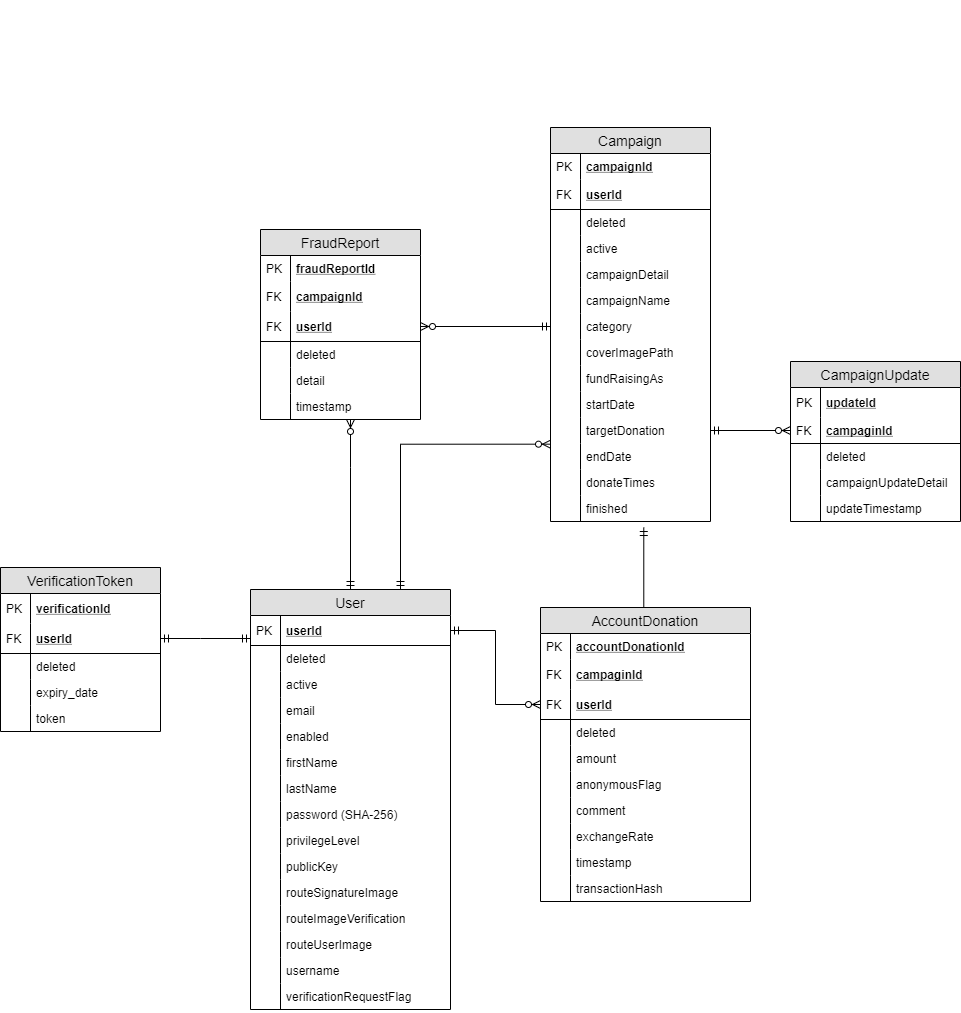 Campaign
PK campaignId
FK userId
deleted
active
campaignDetail
campaignName
category
coverImagePath
fundRaisingAs
startDate
targetDonation
endDate
donateTimes
finished
FraudReport
PK fraudReportId
FK campaignId
FK userId
deleted
detail
timestamp
CampaignUpdate
PK updateId
FK campaginId
deleted
campaignUpdateDetail
updateTimestamp
VerificationToken
PK verificationId
FK userId
deleted
expiry_date
token
User
PK userId
deleted
active
email
enabled
firstName
lastName
password (SHA-256)
privilegeLevel
publicKey
routeSignatureImage
routeImageVerification
routeUserImage
username
verificationRequestFlag
AccountDonation
PK accountDonationId
FK campaginId
FK userId
deleted
amount
anonymousFlag
comment
exchangeRate
timestamp
transactionHash